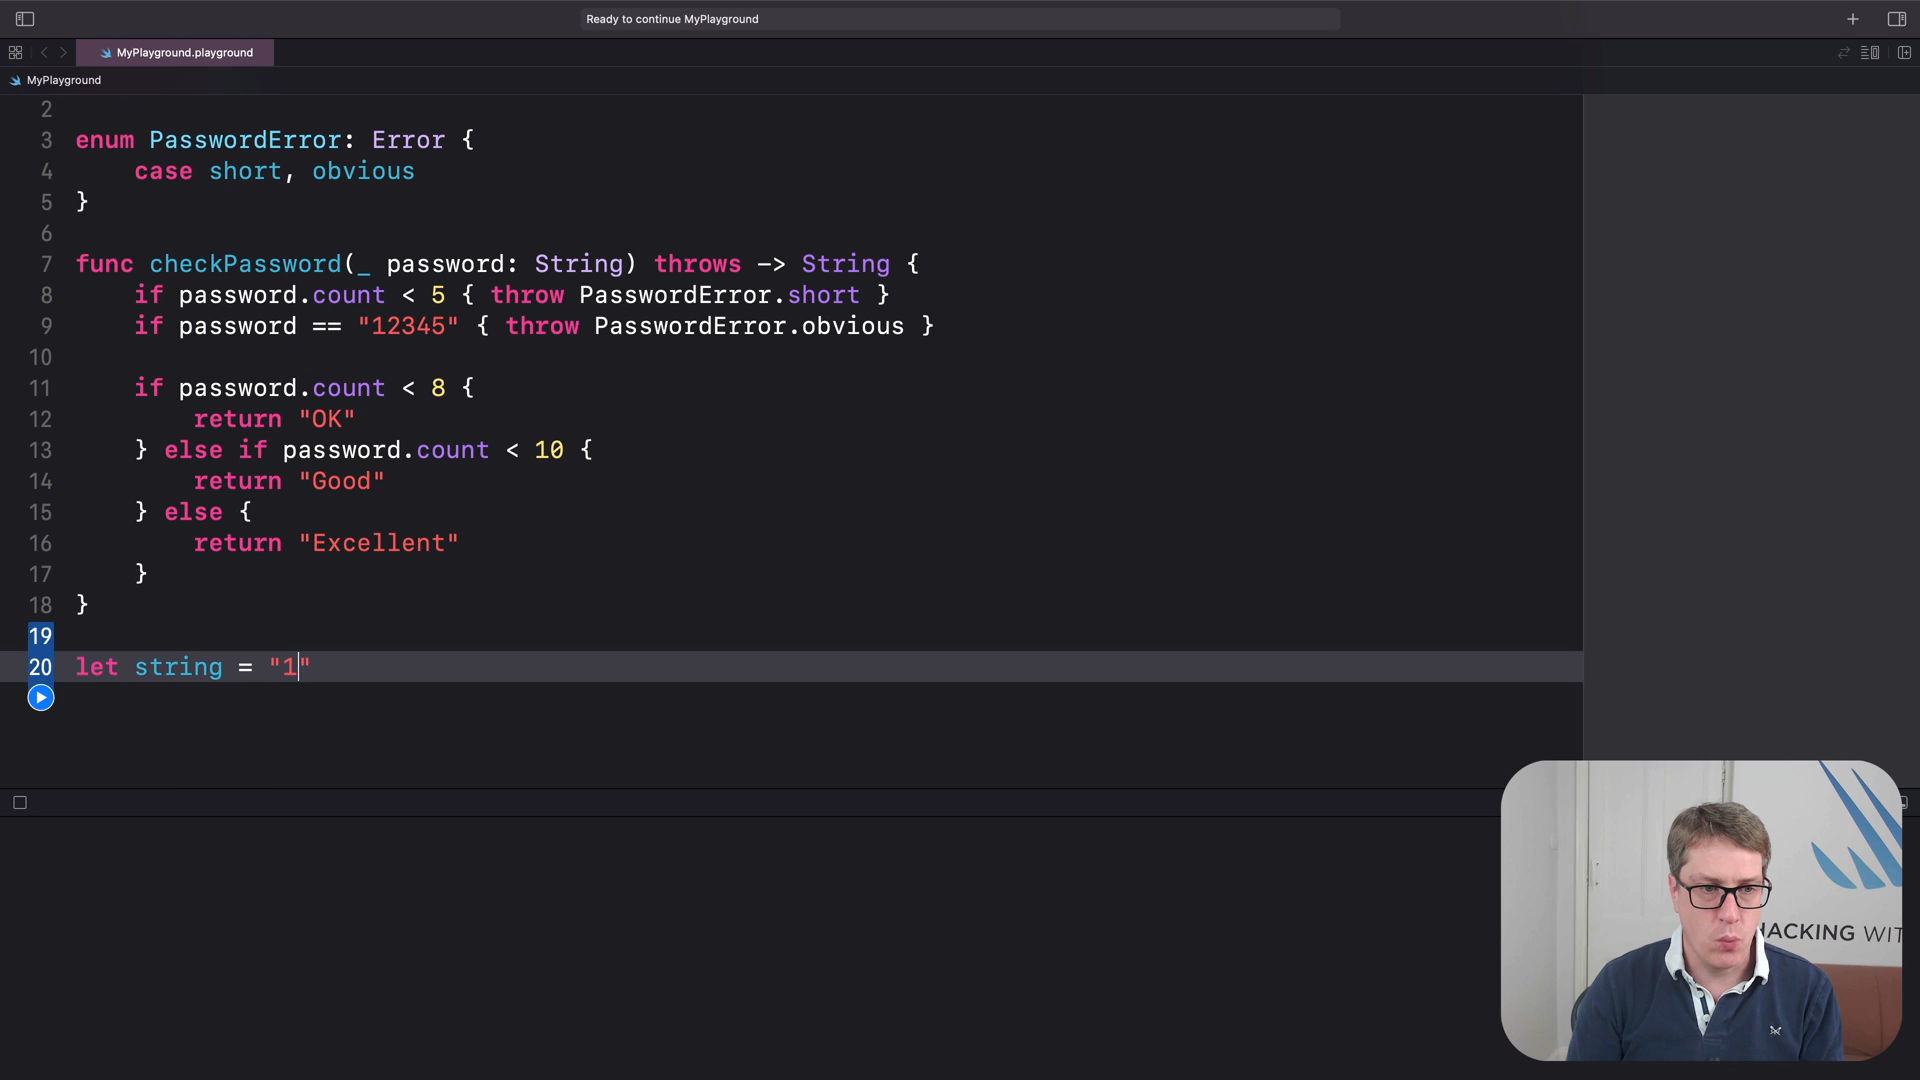 Ready to continue MyPlayground
MyPlayground.playground
MyPlayground
2
3 enum PasswordError: Error {
4 case short, obvious
5 }
6
7 func checkPassword(_ password: String) throws -> String {
8 if password.count < 5 { throw PasswordError.short }
9 if password == "12345" { throw PasswordError.obvious }
10
11 if password.count < 8 {
12 return "OK"
13 } else if password.count < 10 {
14 return "Good"
15 } else {
16 return "Excellent"
17 }
18 }
19
20 let string = "1"
HACKING WIT